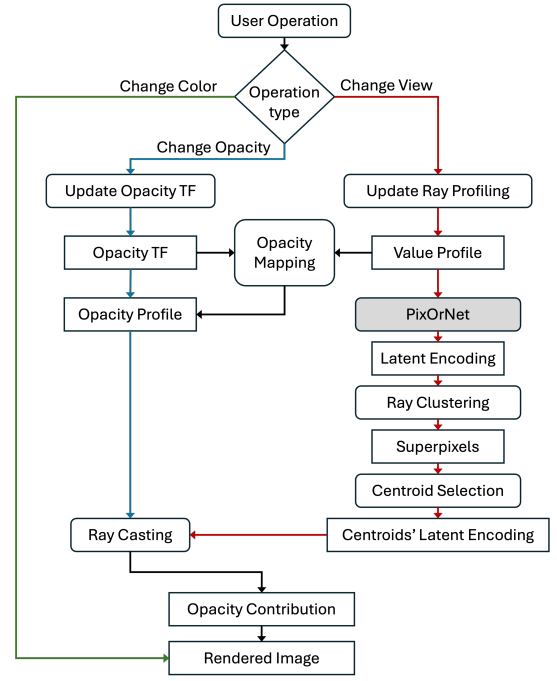 User Operation
Change Color
Change View
Operation
type
Change Opacity
Update Opacity TF
Update Ray Profiling
Opacity TF
Opacity
Mapping
Value Profile
Opacity Profile
PixOrNet
Latent Encoding
Ray Clustering
Superpixels
Centroid Selection
Ray Casting
Centroids' Latent Encoding
Opacity Contribution
Rendered Image